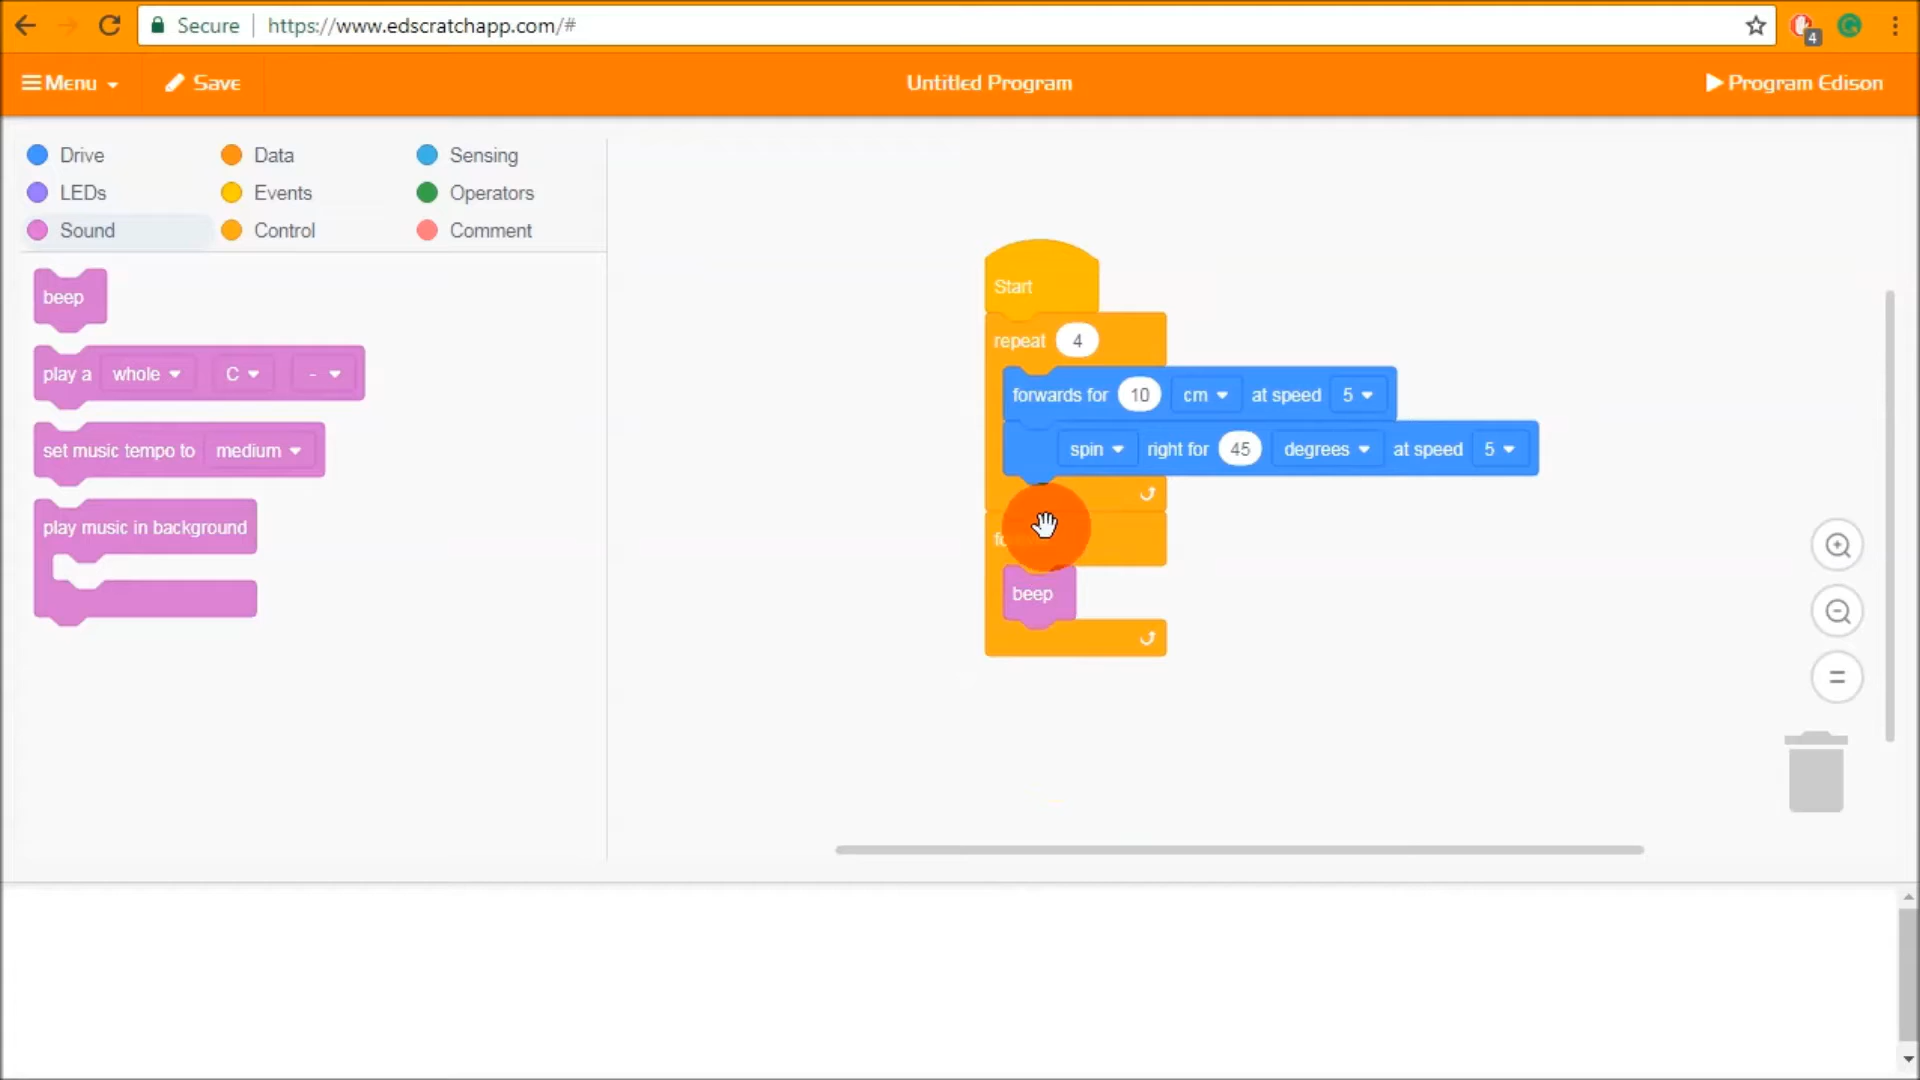 Secure https://www.edscratchapp.com/#
4
Menu Save Untitled Program Program Edison
Drive Data Sensing
LEDs Events Operators
Sound Control Comment
beep
play a whole C -
set music tempo to medium
play music in background
Start
repeat 4
forwards for 10 cm at speed 5
spin right for 45 degrees at speed 5
beep